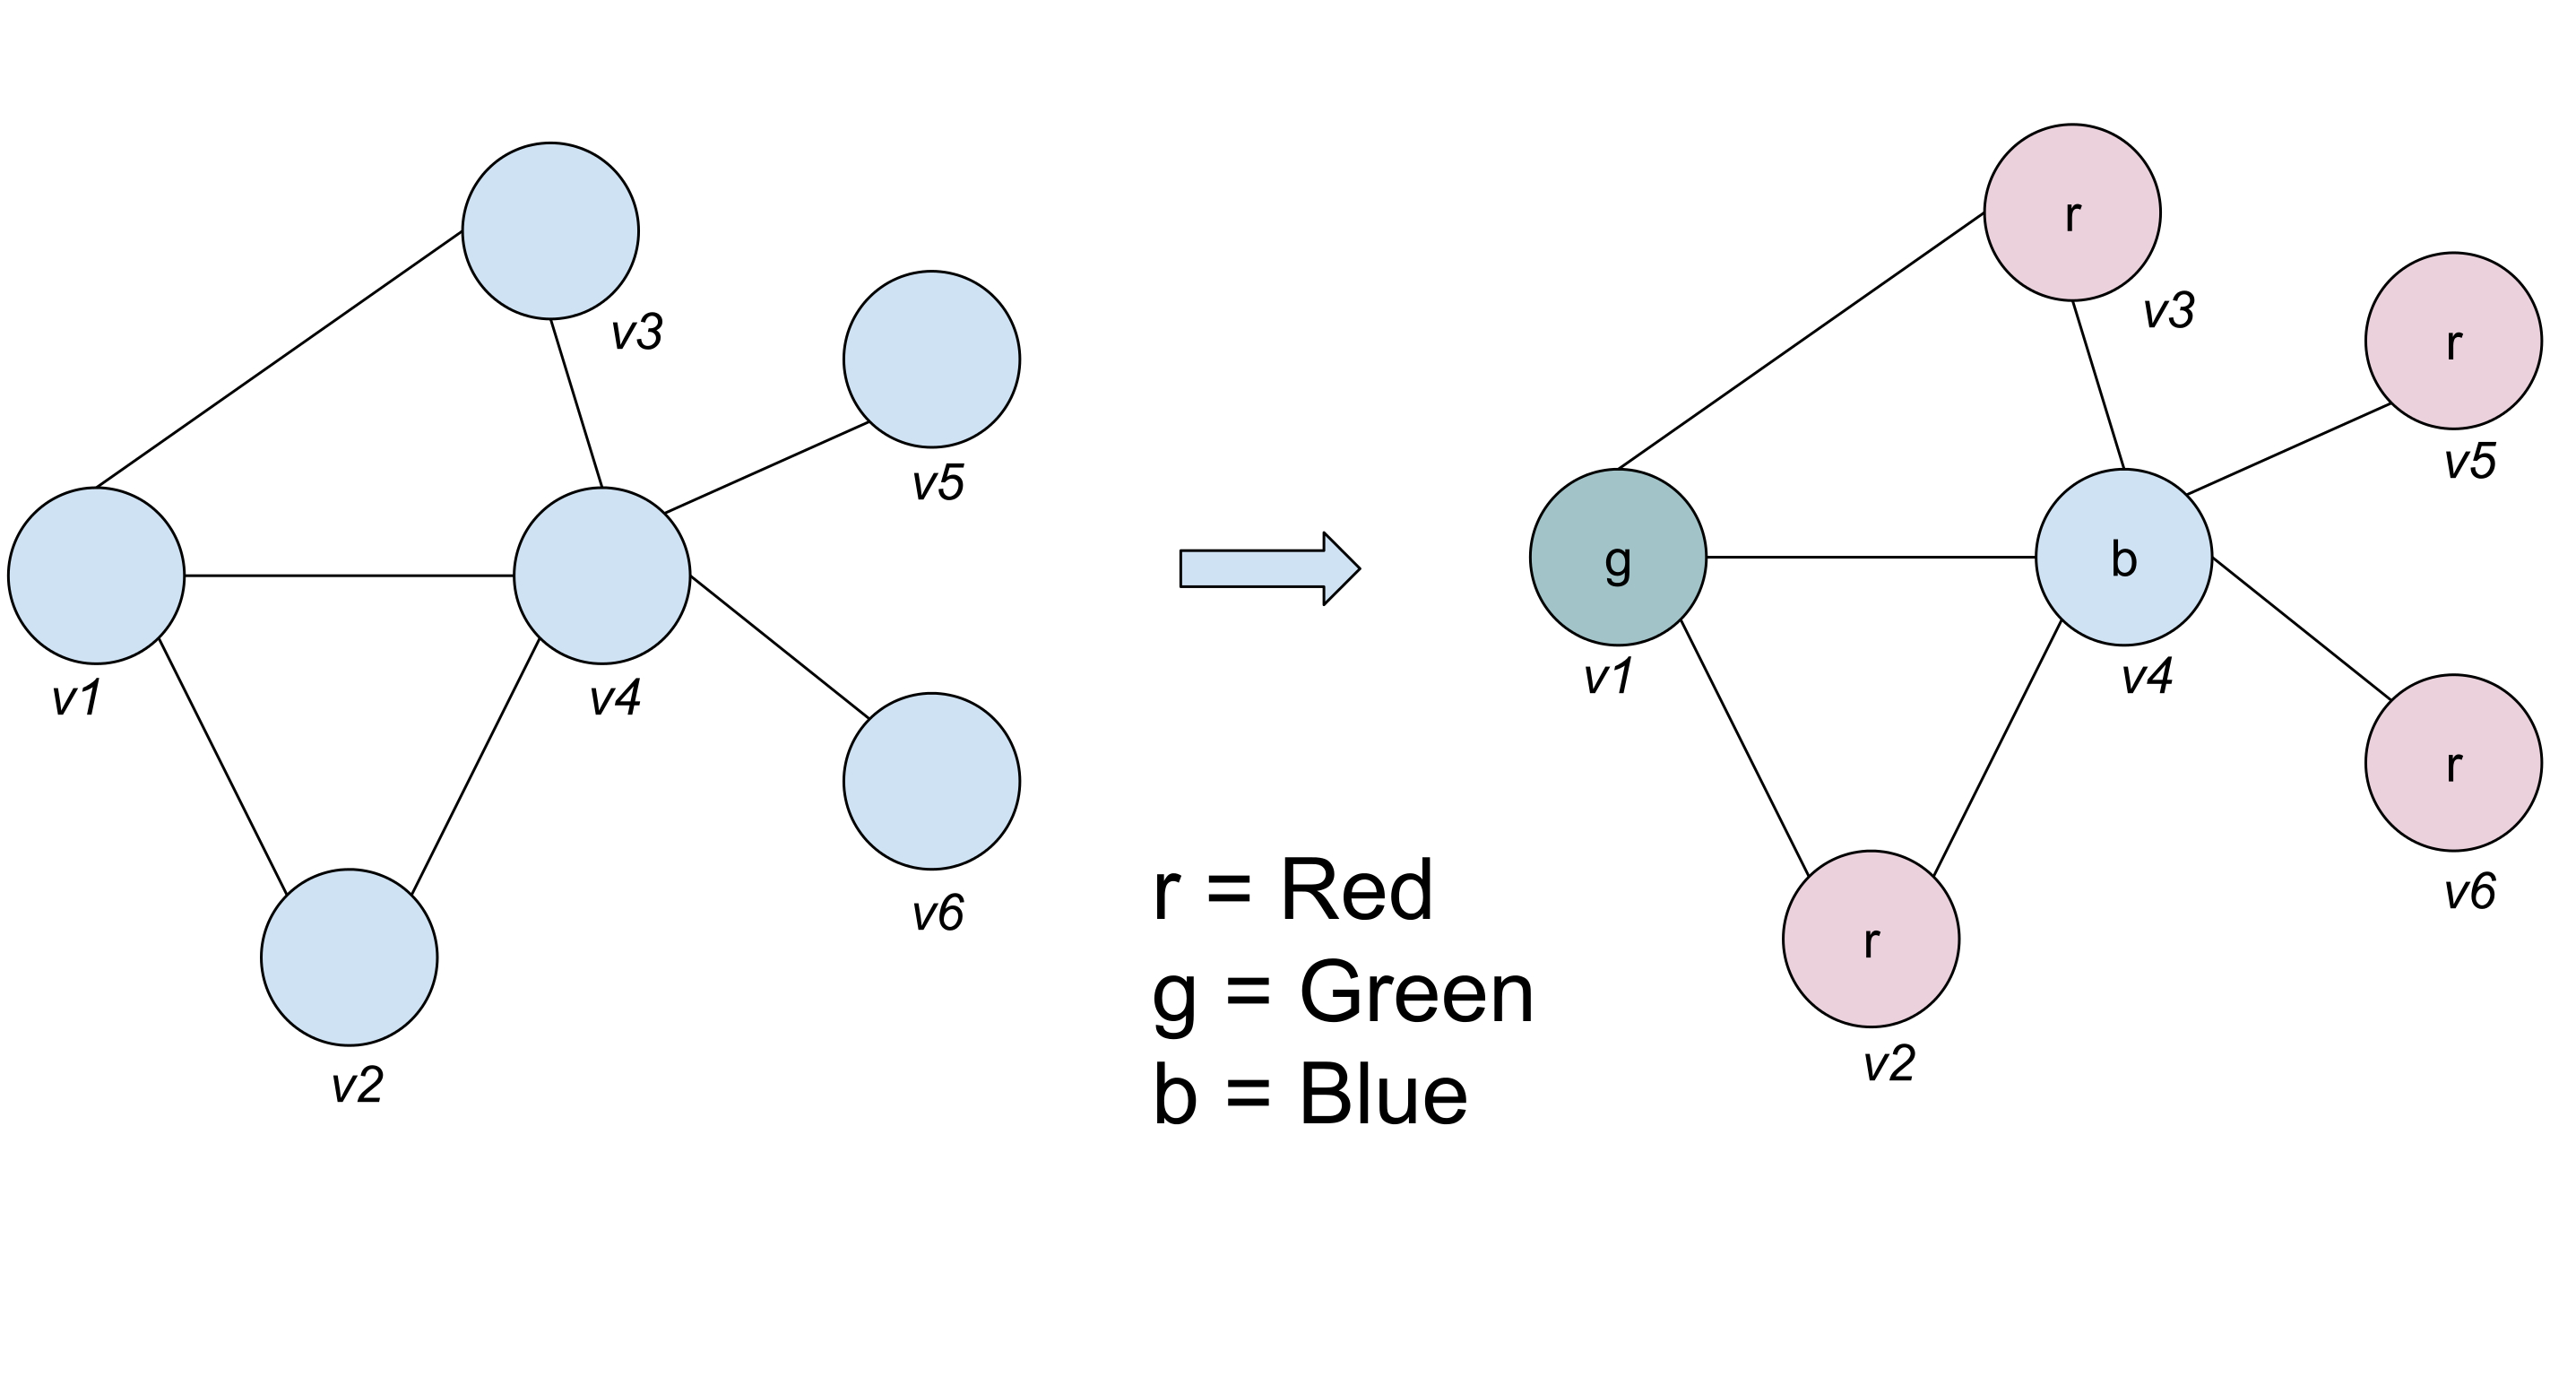 v3
v5
v1
v4
v6
v2
r
v3
r
v5
g
b
v1
v4
r
v6
r
v2
r = Red
g = Green
b = Blue